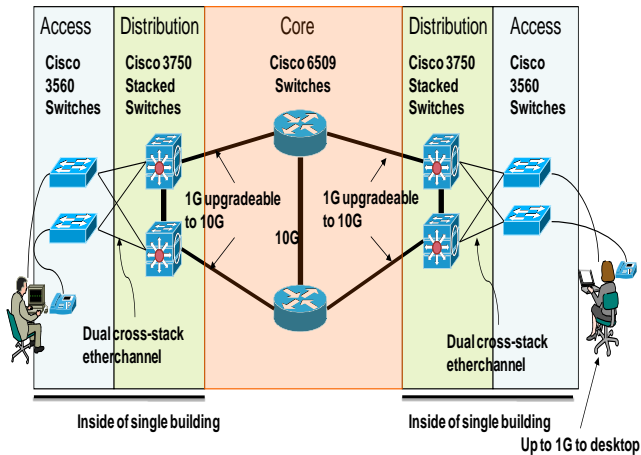 Access
Distribution
Core
Distribution
Access
Cisco
3560
Switches
Cisco 3750
Stacked
Switches
Cisco 6509
Switches
Cisco 3750
Stacked
Switches
Cisco
3560
Switches
1G upgradeable
to 10G
10G
1G upgradeable
to 10G
Dual cross-stack
etherchannel
Dual cross-stack
etherchannel
Inside of single building
Inside of single building
Up to 1G to desktop